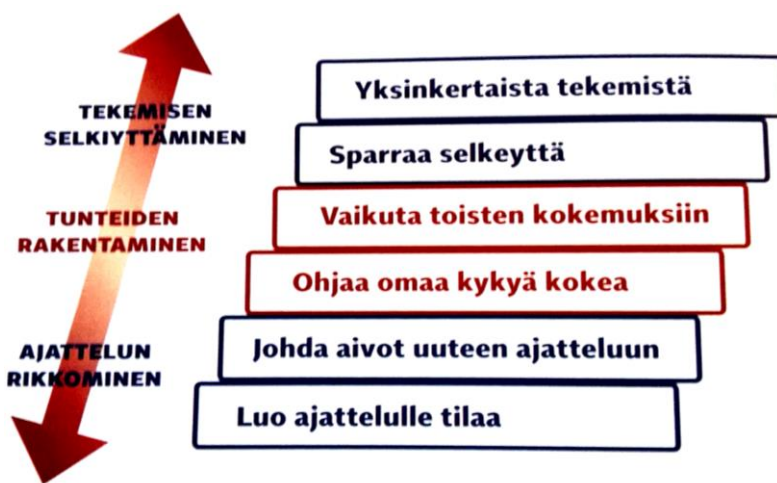 TEKEMISEN
SELKIYTTÄMINEN
TUNTEIDEN
RAKENTAMINEN
AJATTELUN
RIKKOMINEN
Yksinkertaista tekemistä
Sparraa selkeyttä
Vaikuta toisten kokemuksiin
Ohjaa omaa kykyä kokea
Johda aivot uuteen ajatteluun
Luo ajattelulle tilaa